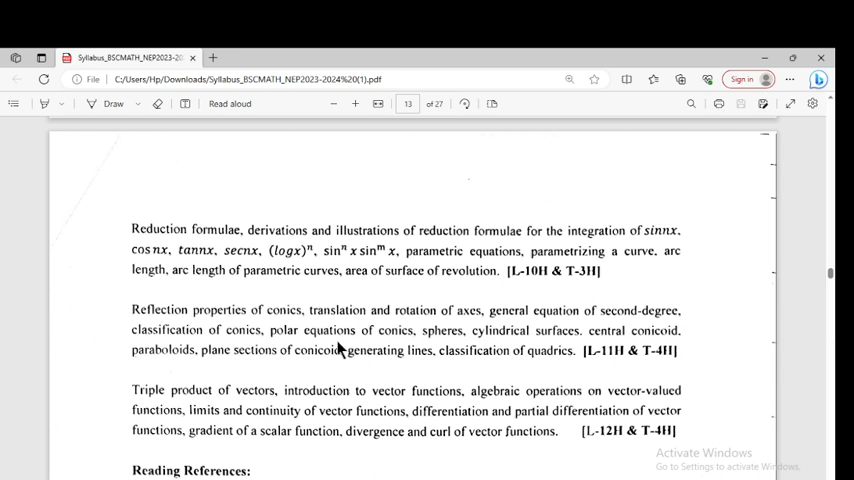 Syllabus_BSCMATH_NEP2023-20
File C:/Users/Hp/Downloads/Syllabus_BSCMATH_NEP2023-2024%20(1).pdf
Sign in
Draw Read aloud 13 of 27
Reduction formulae, derivations and illustrations of reduction formulae for the integration of sinnx,
cos nx, tannx, secnx, (logx)ⁿ, sinⁿ x sinᵐ x, parametric equations, parametrizing a curve, arc
length, arc length of parametric curves, area of surface of revolution. [L-10H & T-3H]
Reflection properties of conics, translation and rotation of axes, general equation of second-degree,
classification of conics, polar equations of conics, spheres, cylindrical surfaces. central conicoid.
paraboloids, plane sections of conicoid generating lines, classification of quadrics. [L-11H & T-4H]
Triple product of vectors, introduction to vector functions, algebraic operations on vector-valued
functions, limits and continuity of vector functions, differentiation and partial differentiation of vector
functions, gradient of a scalar function, divergence and curl of vector functions. [L-12H & T-4H]
Activate Windows
Go to Settings to activate Windows.
Reading References: